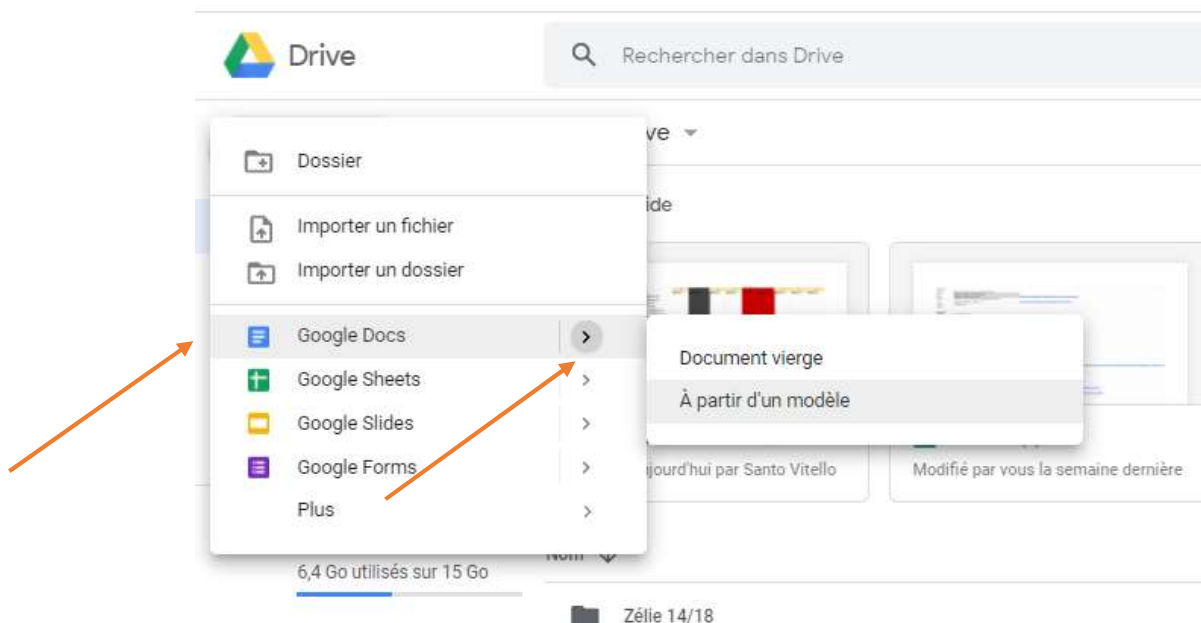 Drive
Rechercher dans Drive
ve
Dossier
ide
Importer un fichier
Importer un dossier
Google Docs
Document vierge
Google Sheets
À partir d'un modèle
Google Slides
Google Forms
jourd'hui par Santo Vitello
Modifié par vous la semaine dernière
Plus
Nom
6,4 Go utilisés sur 15 Go
Zélie 14/18